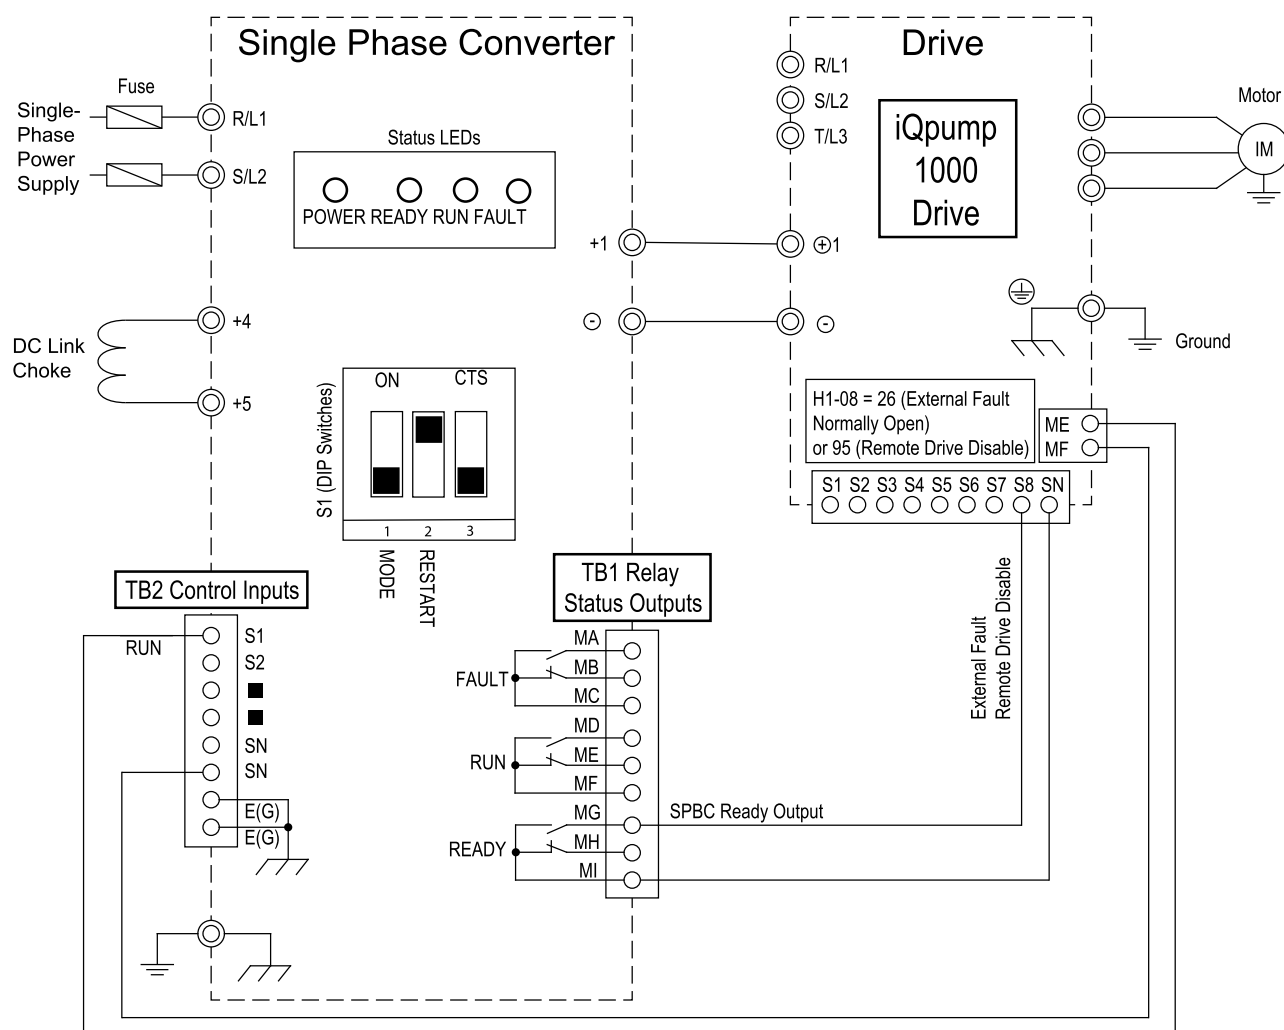 Single Phase Converter
Drive
Fuse
Single-
Phase
Power
Supply
R/L1
S/L2
Status LEDs
POWER READY RUN FAULT
R/L1
S/L2
T/L3
iQpump
1000
Drive
Motor
IM
+1
+1
-
-
+4
+5
DC Link
Choke
Ground
S1 (DIP Switches)
ON
CTS
1
2
3
MODE
RESTART
H1-08 = 26 (External Fault
Normally Open)
or 95 (Remote Drive Disable)
ME
MF
S1 S2 S3 S4 S5 S6 S7 S8 SN
External Fault
Remote Drive Disable
TB2 Control Inputs
RUN
S1
S2
SN
SN
E(G)
E(G)
TB1 Relay
Status Outputs
FAULT
MA
MB
MC
RUN
MD
ME
MF
READY
MG
MH
MI
SPBC Ready Output